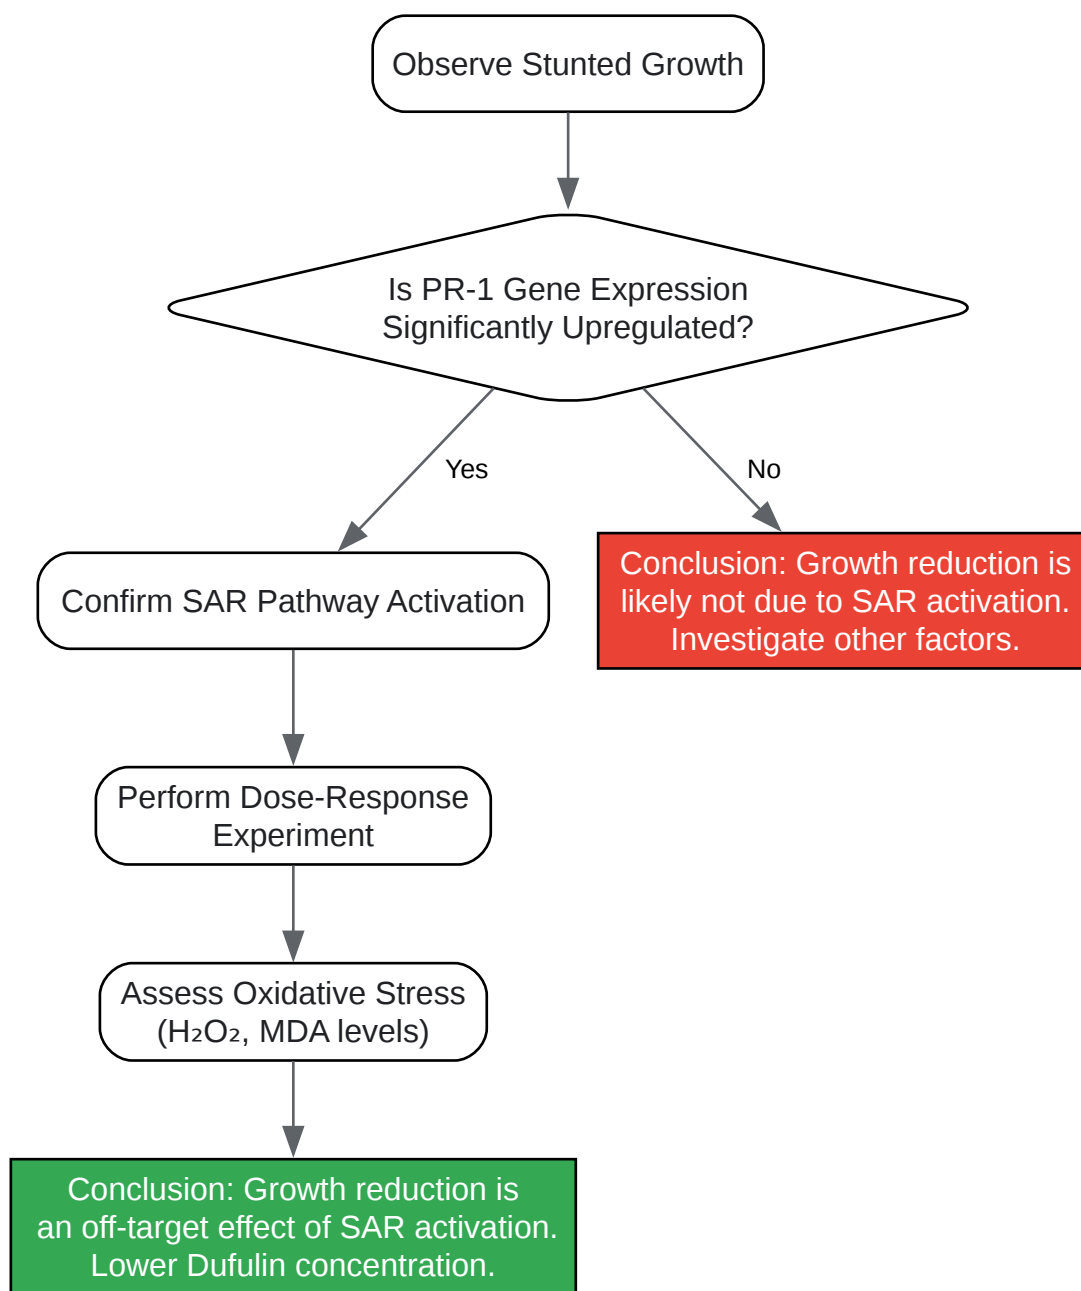 Observe Stunted Growth
Is PR-1 Gene Expression
Significantly Upregulated?
Yes
No
Confirm SAR Pathway Activation
Conclusion: Growth reduction is
likely not due to SAR activation.
Investigate other factors.
Perform Dose-Response
Experiment
Assess Oxidative Stress
(H₂O₂, MDA levels)
Conclusion: Growth reduction is
an off-target effect of SAR activation.
Lower Dufulin concentration.